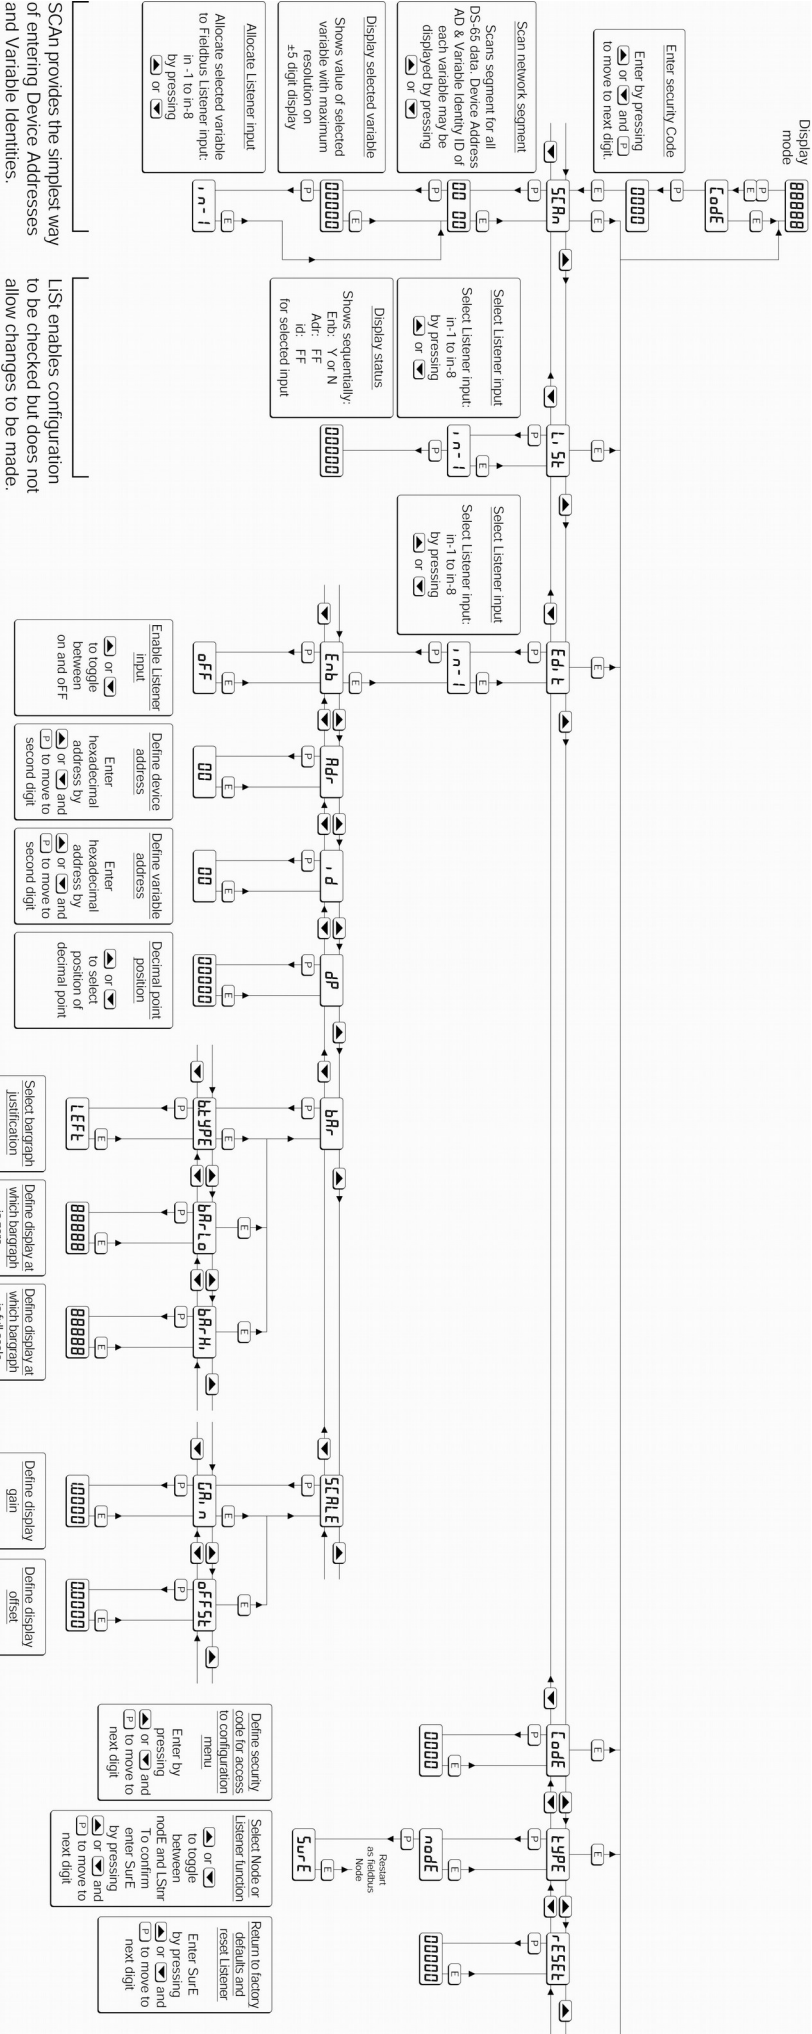 Display
mode
88888
P
E
E
CodE
P
Enter security Code
Enter by pressing
▲ or ▼ and P
to move to next digit.
0000
E
E
SCAn
P
E
Scan network segment
Scans segment for all
DS-65 data. Device Address
AD & Variable Identity ID of
each variable may be
displayed by pressing
▲ or ▼
00 00
P
E
Display selected variable
Shows value of selected
variable with maximum
resolution on
±5 digit display
00000
P
E
Allocate Listener input
Allocate selected variable
to Fieldbus Listener input:
in -1 to in-8
by pressing
▲ or ▼
in-1
SCAn provides the simplest way
of entering Device Addresses
and Variable Identities.
E
LiSt
P
E
Select Listener input
Select Listener input:
in-1 to in-8
by pressing
▲ or ▼
in-1
P
Display status
Shows sequentially:
Enb: Y or N
Adr: FF
id: FF
for selected input
00000
LiSt enables configuration
to be checked but does not
allow changes to be made.
E
Edit
P
E
Select Listener input
Select Listener input:
in-1 to in-8
by pressing
▲ or ▼
in-1
P
E
Enb
P
E
oFF
Enable Listener
input
▲ or ▼
to toggle
between
on and oFF
Adr
P
E
00
Define device
address
Enter
hexadecimal
address by
▲ or ▼ and
P to move to
second digit
id
P
E
00
Define variable
address
Enter
hexadecimal
address by
▲ or ▼ and
P to move to
second digit
dP
P
E
00000
Decimal point
position
▲ or ▼
to select
position of
decimal point
bAr
P
E
btYPE
P
E
LEFt
Select bargraph
justification
E
bArLo
P
E
88888
Define display at
which bargraph
E
bArHi
P
E
88888
Define display at
which bargraph
SCALE
P
E
GAin
P
E
1.0000
Define display
gain
E
oFFSt
P
E
0.0000
Define display
offset
E
CodE
P
E
0000
Define security
code for access
to configuration
menu
Enter by
pressing
▲ or ▼ and
P to move to
next digit
E
tYPE
P
E
nodE
P
Restart
as fieldbus
Node
SurE
E
Select Node or
Listener function
▲ or ▼
to toggle
between
nodE and LStnr
To confirm
enter SurE
by pressing
▲ or ▼ and
P to move to
next digit
rESEt
P
E
00000
Return to factory
defaults and
reset Listener
Enter SurE
by pressing
▲ or ▼ and
P to move to
next digit